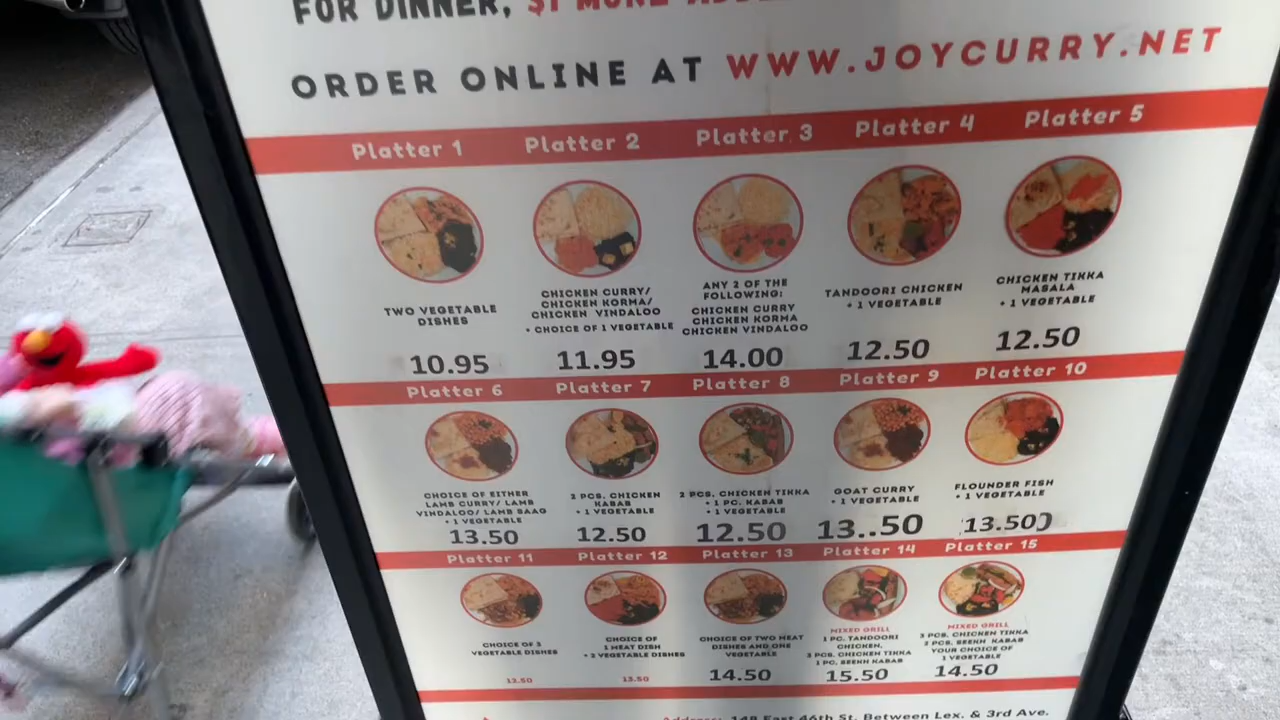 FOR DINNER, $1 MORE
ORDER ONLINE AT WWW.JOYCURRY.NET
Platter 1 Platter 2 Platter 3 Platter 4 Platter 5
TWO VEGETABLE
DISHES
10.95
CHICKEN CURRY/
CHICKEN KORMA/
CHICKEN VINDALOO
+ CHOICE OF 1 VEGETABLE
11.95
ANY 2 OF THE
FOLLOWING:
CHICKEN CURRY
CHICKEN KORMA
CHICKEN VINDALOO
14.00
TANDOORI CHICKEN
+ 1 VEGETABLE
12.50
CHICKEN TIKKA
MASALA
+ 1 VEGETABLE
12.50
Platter 6 Platter 7 Platter 8 Platter 9 Platter 10
CHOICE OF EITHER
LAMB CURRY/ LAMB
VINDALOO/ LAMB SAAG
+ 1 VEGETABLE
13.50
2 PCS. CHICKEN
KABAB
+ 1 VEGETABLE
12.50
2 PCS. CHICKEN TIKKA
+ 1 PC. KABAB
+ 1 VEGETABLE
12.50
GOAT CURRY
+ 1 VEGETABLE
13..50
FLOUNDER FISH
+ 1 VEGETABLE
13.50
Platter 11 Platter 12 Platter 13 Platter 14 Platter 15
CHOICE OF 3
VEGETABLE DISHES
13.50
CHOICE OF
1 MEAT DISH
+ 2 VEGETABLE DISHES
13.50
CHOICE OF TWO MEAT
DISHES AND ONE
VEGETABLE
14.50
MIXED GRILL
1 PC. TANDOORI
CHICKEN,
3 PCS. CHICKEN TIKKA
1 PC. SEEKH KABAB
15.50
MIXED GRILL
3 PCS. CHICKEN TIKKA
2 PCS. SEEKH KABAB
YOUR CHOICE OF
1 VEGETABLE
14.50
Address: 148 East 46th St. Between Lex. & 3rd Ave.